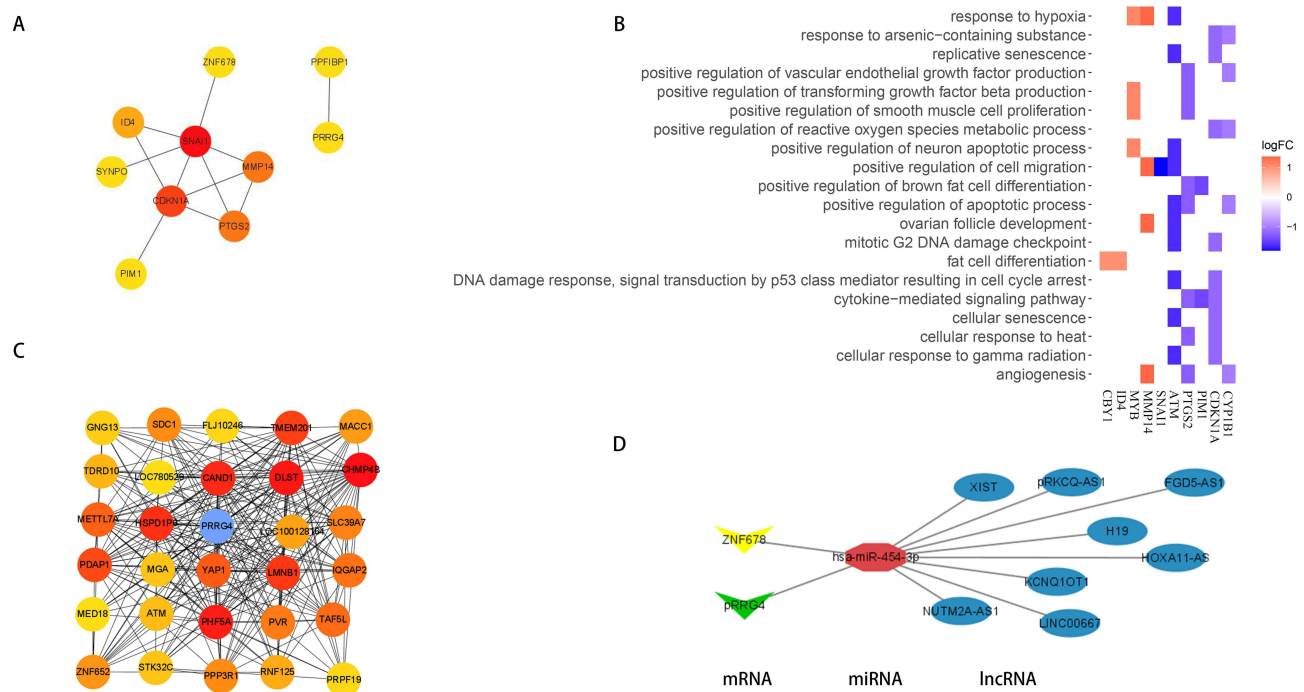 A
ZNF678
PPFIBP1
ID4
SNAI1
PRRG4
SYNPO
MMP14
CDKN1A
PTGS2
PIM1
B
response to hypoxia
response to arsenic-containing substance
replicative senescence
positive regulation of vascular endothelial growth factor production
positive regulation of transforming growth factor beta production
positive regulation of smooth muscle cell proliferation
positive regulation of reactive oxygen species metabolic process
positive regulation of neuron apoptotic process
positive regulation of cell migration
positive regulation of brown fat cell differentiation
positive regulation of apoptotic process
ovarian follicle development
mitotic G2 DNA damage checkpoint
fat cell differentiation
DNA damage response, signal transduction by p53 class mediator resulting in cell cycle arrest
cytokine-mediated signaling pathway
cellular senescence
cellular response to heat
cellular response to gamma radiation
angiogenesis
CBY1
ID4
MYB
MMP14
SNAI1
ATM
PTGS2
PIM1
CDKN1A
CYP1B1
logFC
1
-1
C
GNG13
SDC1
FLJ10246
TMEM201
MACC1
TDRD10
CAND1
DLST
CHMP4B
METTL7A
PRRG4
SLC39A7
PDAP1
MGA
YAP1
LMNB1
IQGAP2
MED18
ATM
PHF5A
PVR
TAF5L
ZNF652
STK32C
PPP3R1
RNF125
PRPF19
D
XIST
pRKCQ-AS1
FGD5-AS1
ZNF678
H19
hsa-miR-454-3p
HOXA11-AS
pRRG4
KCNQ1OT1
NUTM2A-AS1
LINC00667
mRNA
miRNA
lncRNA